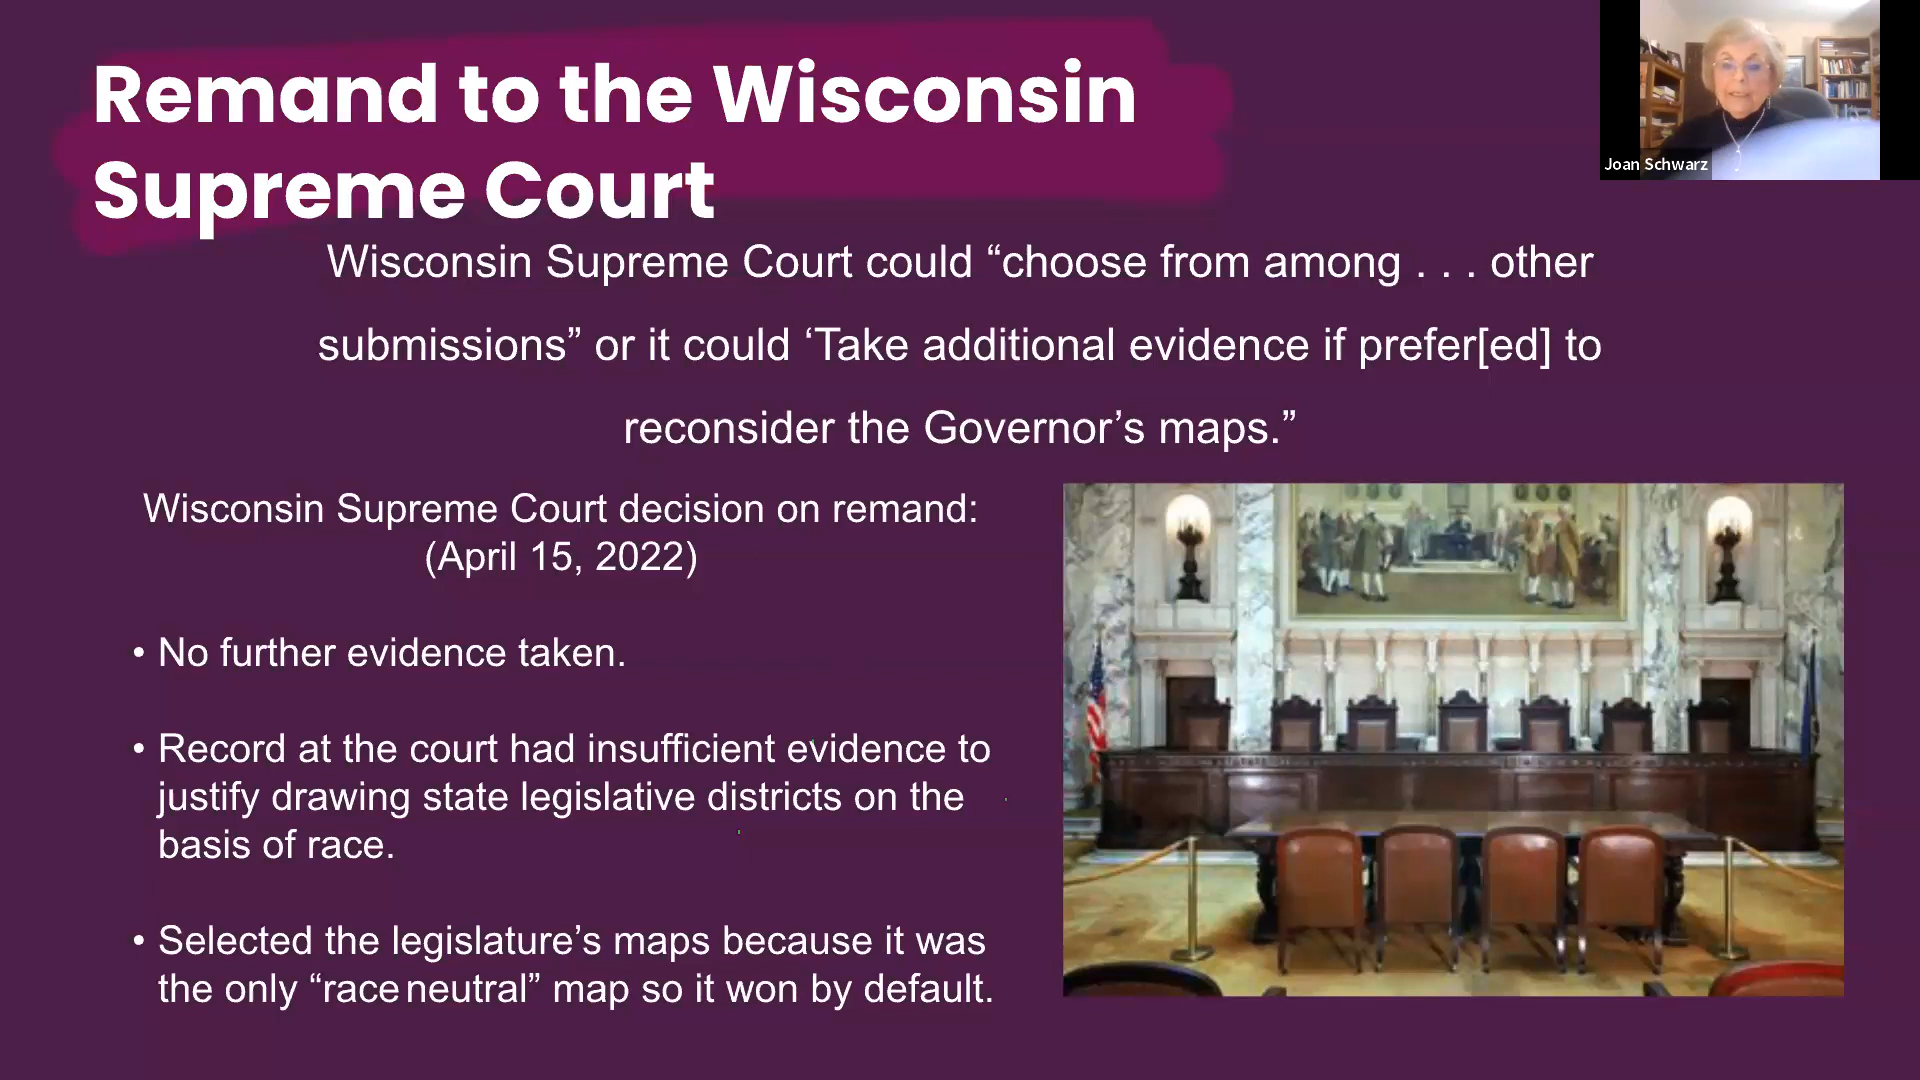 Remand to the Wisconsin
Supreme Court
Joan Schwarz
Wisconsin Supreme Court could “choose from among . . . other
submissions” or it could ‘Take additional evidence if prefer[ed] to
reconsider the Governor’s maps.”
Wisconsin Supreme Court decision on remand:
(April 15, 2022)
• No further evidence taken.
• Record at the court had insufficient evidence to
justify drawing state legislative districts on the
basis of race.
• Selected the legislature’s maps because it was
the only “race neutral” map so it won by default.